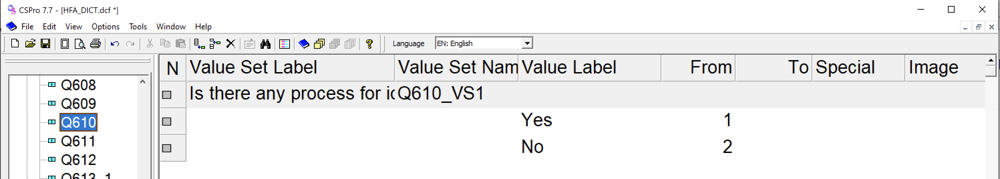 CSPro 7.7 - [HFA_DICT.dcf *]
File Edit View Options Tools Window Help
Language EN: English
N Value Set Label Value Set Nam Value Label From To Special Image
Q608
Q609
Q610
Q611
Q612
Q613_1
Is there any process for ic Q610_VS1
Yes 1
No 2